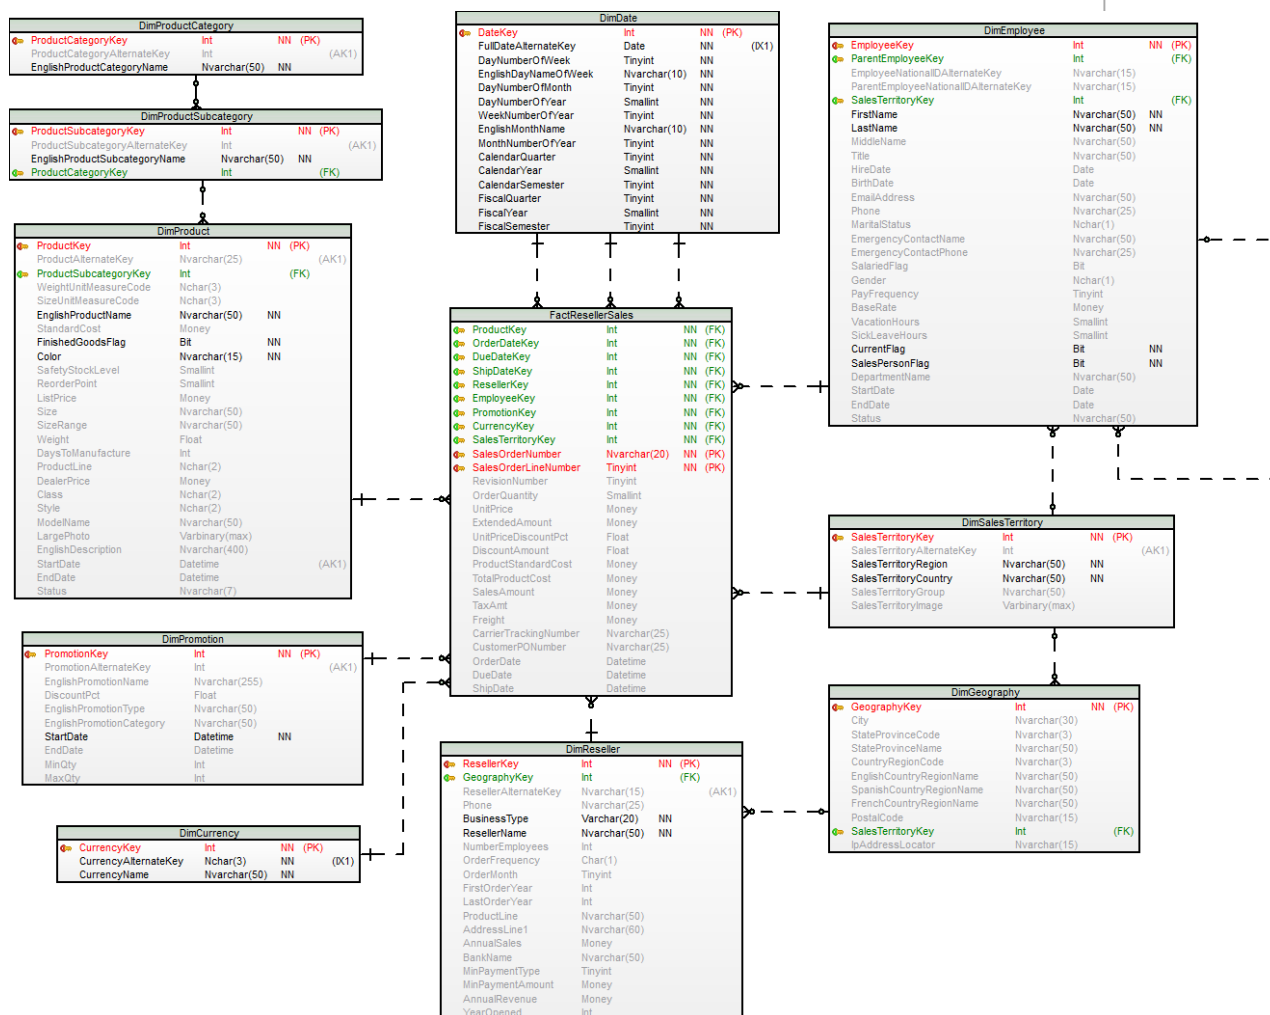 DimProductCategory
ProductCategoryKey Int NN (PK)
ProductCategoryAlternateKey Int (AK1)
EnglishProductCategoryName Nvarchar(50) NN
DimProductSubcategory
ProductSubcategoryKey Int NN (PK)
ProductSubcategoryAlternateKey Int (AK1)
EnglishProductSubcategoryName Nvarchar(50) NN
ProductCategoryKey Int (FK)
DimProduct
ProductKey Int NN (PK)
ProductAlternateKey Nvarchar(25) (AK1)
ProductSubcategoryKey Int (FK)
WeightUnitMeasureCode Nchar(3)
SizeUnitMeasureCode Nchar(3)
EnglishProductName Nvarchar(50) NN
StandardCost Money
FinishedGoodsFlag Bit NN
Color Nvarchar(15) NN
SafetyStockLevel Smallint
ReorderPoint Smallint
ListPrice Money
Size Nvarchar(50)
SizeRange Nvarchar(50)
Weight Float
DaysToManufacture Int
ProductLine Nchar(2)
DealerPrice Money
Class Nchar(2)
Style Nchar(2)
ModelName Nvarchar(50)
LargePhoto Varbinary(max)
EnglishDescription Nvarchar(400)
StartDate Datetime (AK1)
EndDate Datetime
Status Nvarchar(7)
DimPromotion
PromotionKey Int NN (PK)
PromotionAlternateKey Int (AK1)
EnglishPromotionName Nvarchar(255)
DiscountPct Float
EnglishPromotionType Nvarchar(50)
EnglishPromotionCategory Nvarchar(50)
StartDate Datetime NN
EndDate Datetime
MinQty Int
MaxQty Int
DimCurrency
CurrencyKey Int NN (PK)
CurrencyAlternateKey Nchar(3) NN (IX1)
CurrencyName Nvarchar(50) NN
DimDate
DateKey Int NN (PK)
FullDateAlternateKey Date NN (IX1)
DayNumberOfWeek Tinyint NN
EnglishDayNameOfWeek Nvarchar(10) NN
DayNumberOfMonth Tinyint NN
DayNumberOfYear Smallint NN
WeekNumberOfYear Tinyint NN
EnglishMonthName Nvarchar(10) NN
MonthNumberOfYear Tinyint NN
CalendarQuarter Tinyint NN
CalendarYear Smallint NN
CalendarSemester Tinyint NN
FiscalQuarter Tinyint NN
FiscalYear Smallint NN
FiscalSemester Tinyint NN
FactResellerSales
ProductKey Int NN (FK)
OrderDateKey Int NN (FK)
DueDateKey Int NN (FK)
ShipDateKey Int NN (FK)
ResellerKey Int NN (FK)
EmployeeKey Int NN (FK)
PromotionKey Int NN (FK)
CurrencyKey Int NN (FK)
SalesTerritoryKey Int NN (FK)
SalesOrderNumber Nvarchar(20) NN (PK)
SalesOrderLineNumber Tinyint NN (PK)
RevisionNumber Tinyint
OrderQuantity Smallint
UnitPrice Money
ExtendedAmount Money
UnitPriceDiscountPct Float
DiscountAmount Float
ProductStandardCost Money
TotalProductCost Money
SalesAmount Money
TaxAmt Money
Freight Money
CarrierTrackingNumber Nvarchar(25)
CustomerPONumber Nvarchar(25)
OrderDate Datetime
DueDate Datetime
ShipDate Datetime
DimReseller
ResellerKey Int NN (PK)
GeographyKey Int (FK)
ResellerAlternateKey Nvarchar(15) (AK1)
Phone Nvarchar(25)
BusinessType Varchar(20) NN
ResellerName Nvarchar(50) NN
NumberEmployees Int
OrderFrequency Char(1)
OrderMonth Tinyint
FirstOrderYear Int
LastOrderYear Int
ProductLine Nvarchar(50)
AddressLine1 Nvarchar(60)
AnnualSales Money
BankName Nvarchar(50)
MinPaymentType Tinyint
MinPaymentAmount Money
AnnualRevenue Money
YearOpened Int
DimEmployee
EmployeeKey Int NN (PK)
ParentEmployeeKey Int (FK)
EmployeeNationalIDAlternateKey Nvarchar(15)
ParentEmployeeNationalIDAlternateKey Nvarchar(15)
SalesTerritoryKey Int (FK)
FirstName Nvarchar(50) NN
LastName Nvarchar(50) NN
MiddleName Nvarchar(50)
Title Nvarchar(50)
HireDate Date
BirthDate Date
EmailAddress Nvarchar(50)
Phone Nvarchar(25)
MaritalStatus Nchar(1)
EmergencyContactName Nvarchar(50)
EmergencyContactPhone Nvarchar(25)
SalariedFlag Bit
Gender Nchar(1)
PayFrequency Tinyint
BaseRate Money
VacationHours Smallint
SickLeaveHours Smallint
CurrentFlag Bit NN
SalesPersonFlag Bit NN
DepartmentName Nvarchar(50)
StartDate Date
EndDate Date
Status Nvarchar(50)
DimSalesTerritory
SalesTerritoryKey Int NN (PK)
SalesTerritoryAlternateKey Int (AK1)
SalesTerritoryRegion Nvarchar(50) NN
SalesTerritoryCountry Nvarchar(50) NN
SalesTerritoryGroup Nvarchar(50)
SalesTerritoryImage Varbinary(max)
DimGeography
GeographyKey Int NN (PK)
City Nvarchar(30)
StateProvinceCode Nvarchar(3)
StateProvinceName Nvarchar(50)
CountryRegionCode Nvarchar(3)
EnglishCountryRegionName Nvarchar(50)
SpanishCountryRegionName Nvarchar(50)
FrenchCountryRegionName Nvarchar(50)
PostalCode Nvarchar(15)
SalesTerritoryKey Int (FK)
IpAddressLocator Nvarchar(15)